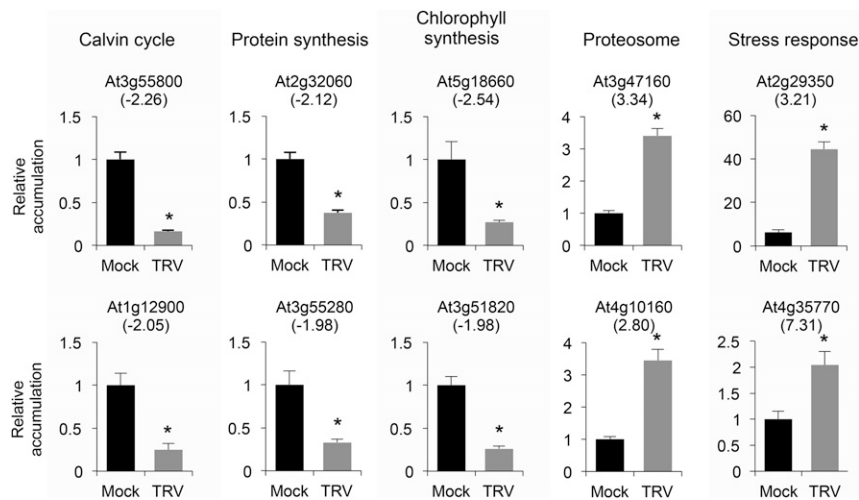 Calvin cycle
Protein synthesis
Chlorophyll
synthesis
Proteosome
Stress response
Relative
accumulation
At3g55800
(-2.26)
1.5
1
0.5
0
*
Mock TRV
At2g32060
(-2.12)
1.5
1
0.5
0
*
Mock TRV
At5g18660
(-2.54)
1.5
1
0.5
0
*
Mock TRV
At3g47160
(3.34)
4
3
2
1
0
*
Mock TRV
At2g29350
(3.21)
60
40
20
0
*
Mock TRV
Relative
accumulation
At1g12900
(-2.05)
1.5
1
0.5
0
*
Mock TRV
At3g55280
(-1.98)
1.5
1
0.5
0
*
Mock TRV
At3g51820
(-1.98)
1.5
1
0.5
0
*
Mock TRV
At4g10160
(2.80)
4
3
2
1
0
*
Mock TRV
At4g35770
(7.31)
2.5
2
1.5
1
0.5
0
*
Mock TRV